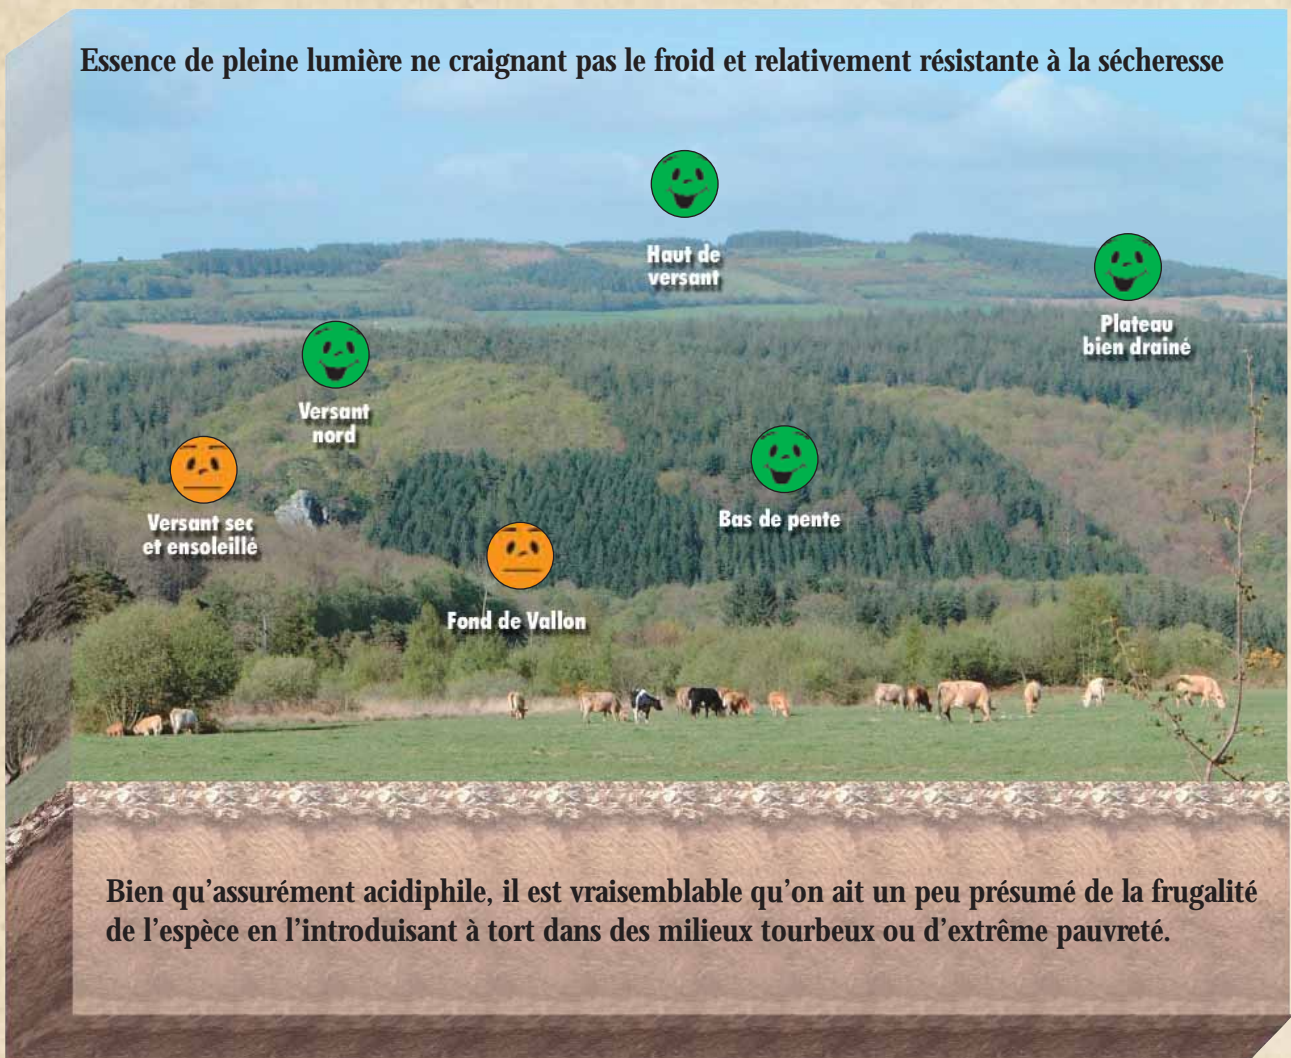 Essence de pleine lumière ne craignant pas le froid et relativement résistante à la sécheresse
Haut de
versant
Plateau
bien drainé
Versant
nord
Versant sec
et ensoleillé
Bas de pente
Fond de Vallon
Bien qu’assurément acidiphile, il est vraisemblable qu’on ait un peu présumé de la frugalité
de l’espèce en l’introduisant à tort dans des milieux tourbeux ou d’extrême pauvreté.